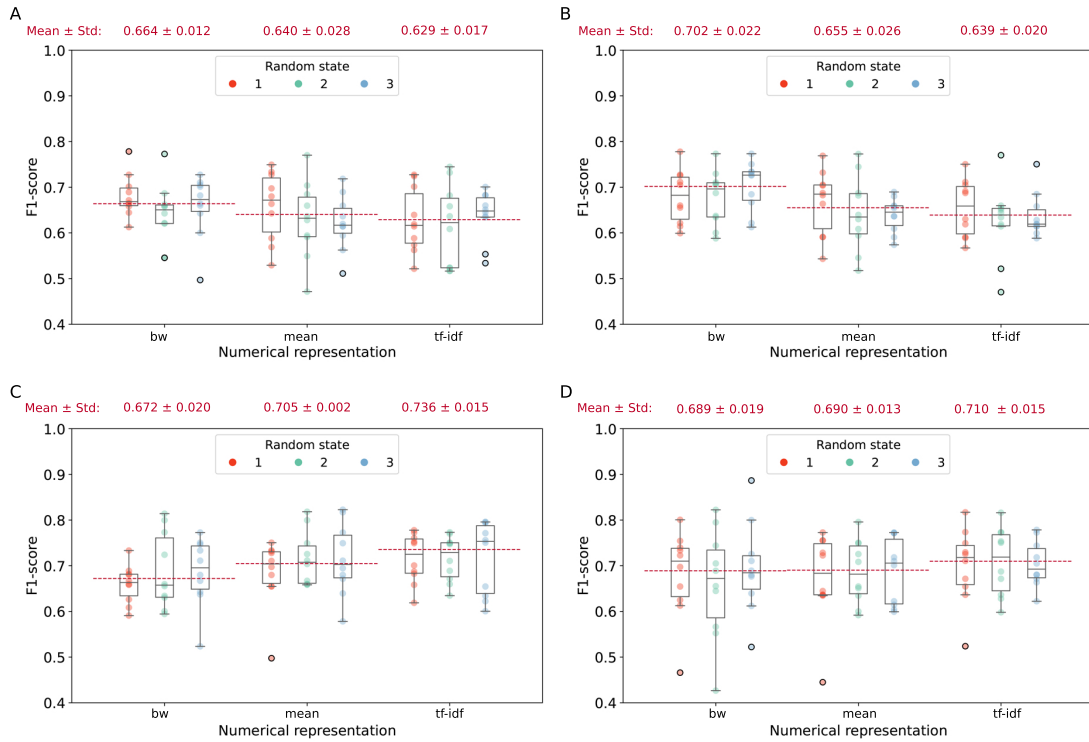 A
Mean ± Std: 0.664 ± 0.012 0.640 ± 0.028 0.629 ± 0.017
1.0
0.9
0.8
0.7
0.6
0.5
0.4
F1-score
Random state
1 2 3
bw mean tf-idf
Numerical representation
B
Mean ± Std: 0.702 ± 0.022 0.655 ± 0.026 0.639 ± 0.020
1.0
0.9
0.8
0.7
0.6
0.5
0.4
F1-score
Random state
1 2 3
bw mean tf-idf
Numerical representation
C
Mean ± Std: 0.672 ± 0.020 0.705 ± 0.002 0.736 ± 0.015
1.0
0.9
0.8
0.7
0.6
0.5
0.4
F1-score
Random state
1 2 3
bw mean tf-idf
Numerical representation
D
Mean ± Std: 0.689 ± 0.019 0.690 ± 0.013 0.710 ± 0.015
1.0
0.9
0.8
0.7
0.6
0.5
0.4
F1-score
Random state
1 2 3
bw mean tf-idf
Numerical representation